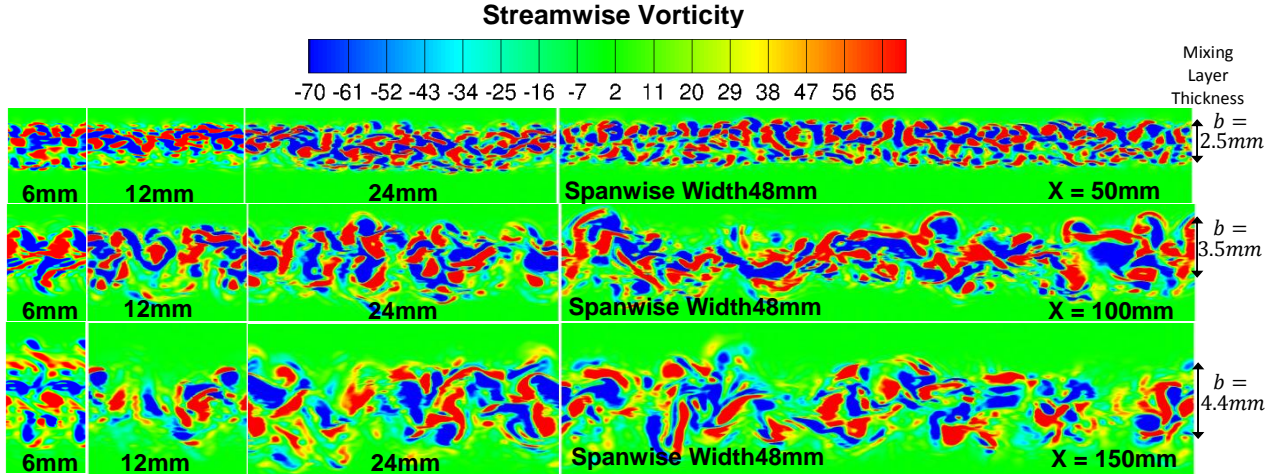 Streamwise Vorticity
-70 -61 -52 -43 -34 -25 -16 -7 2 11 20 29 38 47 56 65
Mixing
Layer
Thickness
b =
2.5mm
6mm 12mm 24mm Spanwise Width48mm X = 50mm
b =
3.5mm
6mm 12mm 24mm Spanwise Width48mm X = 100mm
b =
4.4mm
6mm 12mm 24mm Spanwise Width48mm X = 150mm